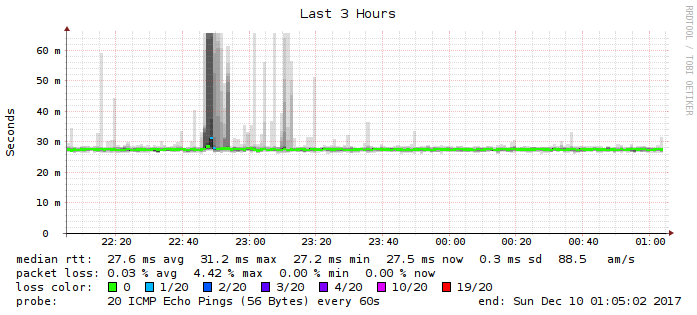 Last 3 Hours
RRDTOOL / TOBI OETIKER
Seconds
60 m
50 m
40 m
30 m
20 m
10 m
0
22:20 22:40 23:00 23:20 23:40 00:00 00:20 00:40 01:00
median rtt: 27.6 ms avg 31.2 ms max 27.2 ms min 27.5 ms now 0.3 ms sd 88.5 am/s
packet loss: 0.03 % avg 4.42 % max 0.00 % min 0.00 % now
loss color: 0 1/20 2/20 3/20 4/20 10/20 19/20
probe: 20 ICMP Echo Pings (56 Bytes) every 60s end: Sun Dec 10 01:05:02 2017